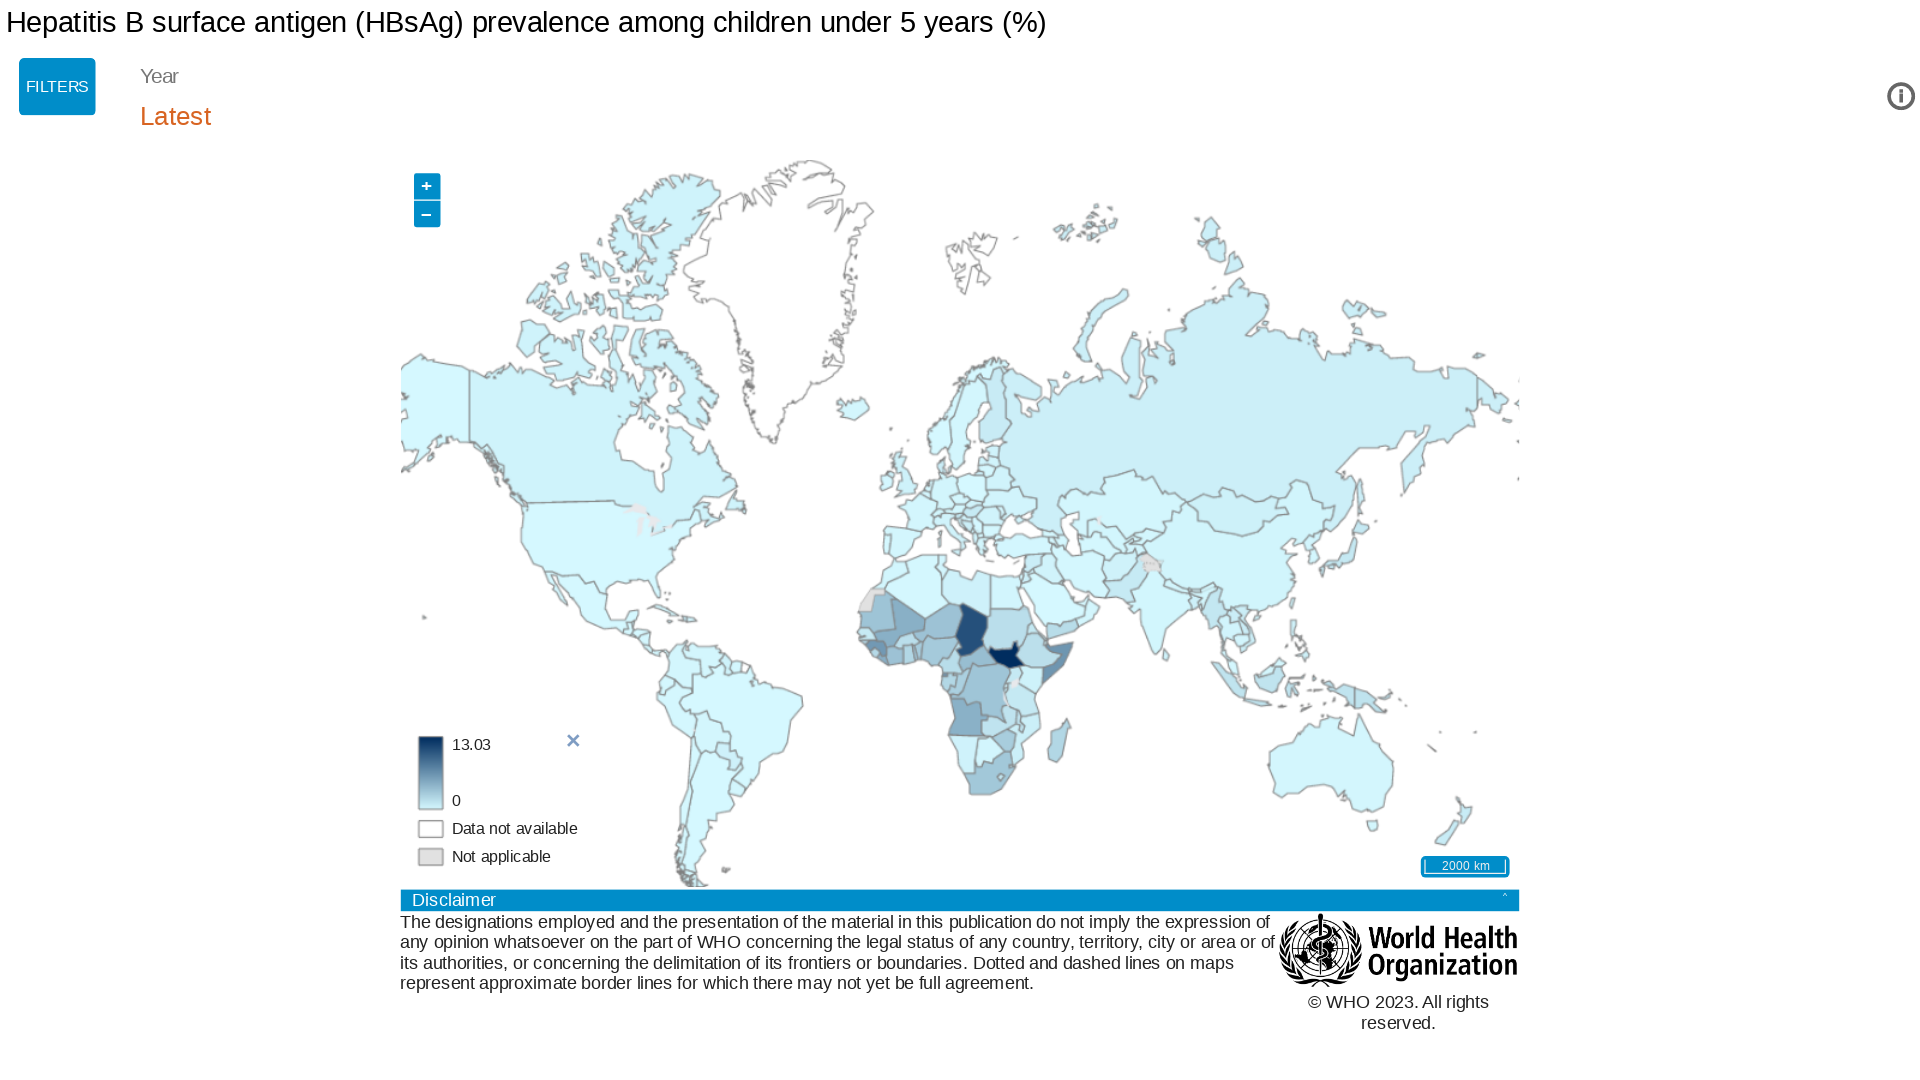 Hepatitis B surface antigen (HBsAg) prevalence among children under 5 years (%)
FILTERS
Year
Latest
+
−
13.03
0
Data not available
Not applicable
2000 km
Disclaimer
The designations employed and the presentation of the material in this publication do not imply the expression of
any opinion whatsoever on the part of WHO concerning the legal status of any country, territory, city or area or of
its authorities, or concerning the delimitation of its frontiers or boundaries. Dotted and dashed lines on maps
represent approximate border lines for which there may not yet be full agreement.
World Health
Organization
© WHO 2023. All rights
reserved.